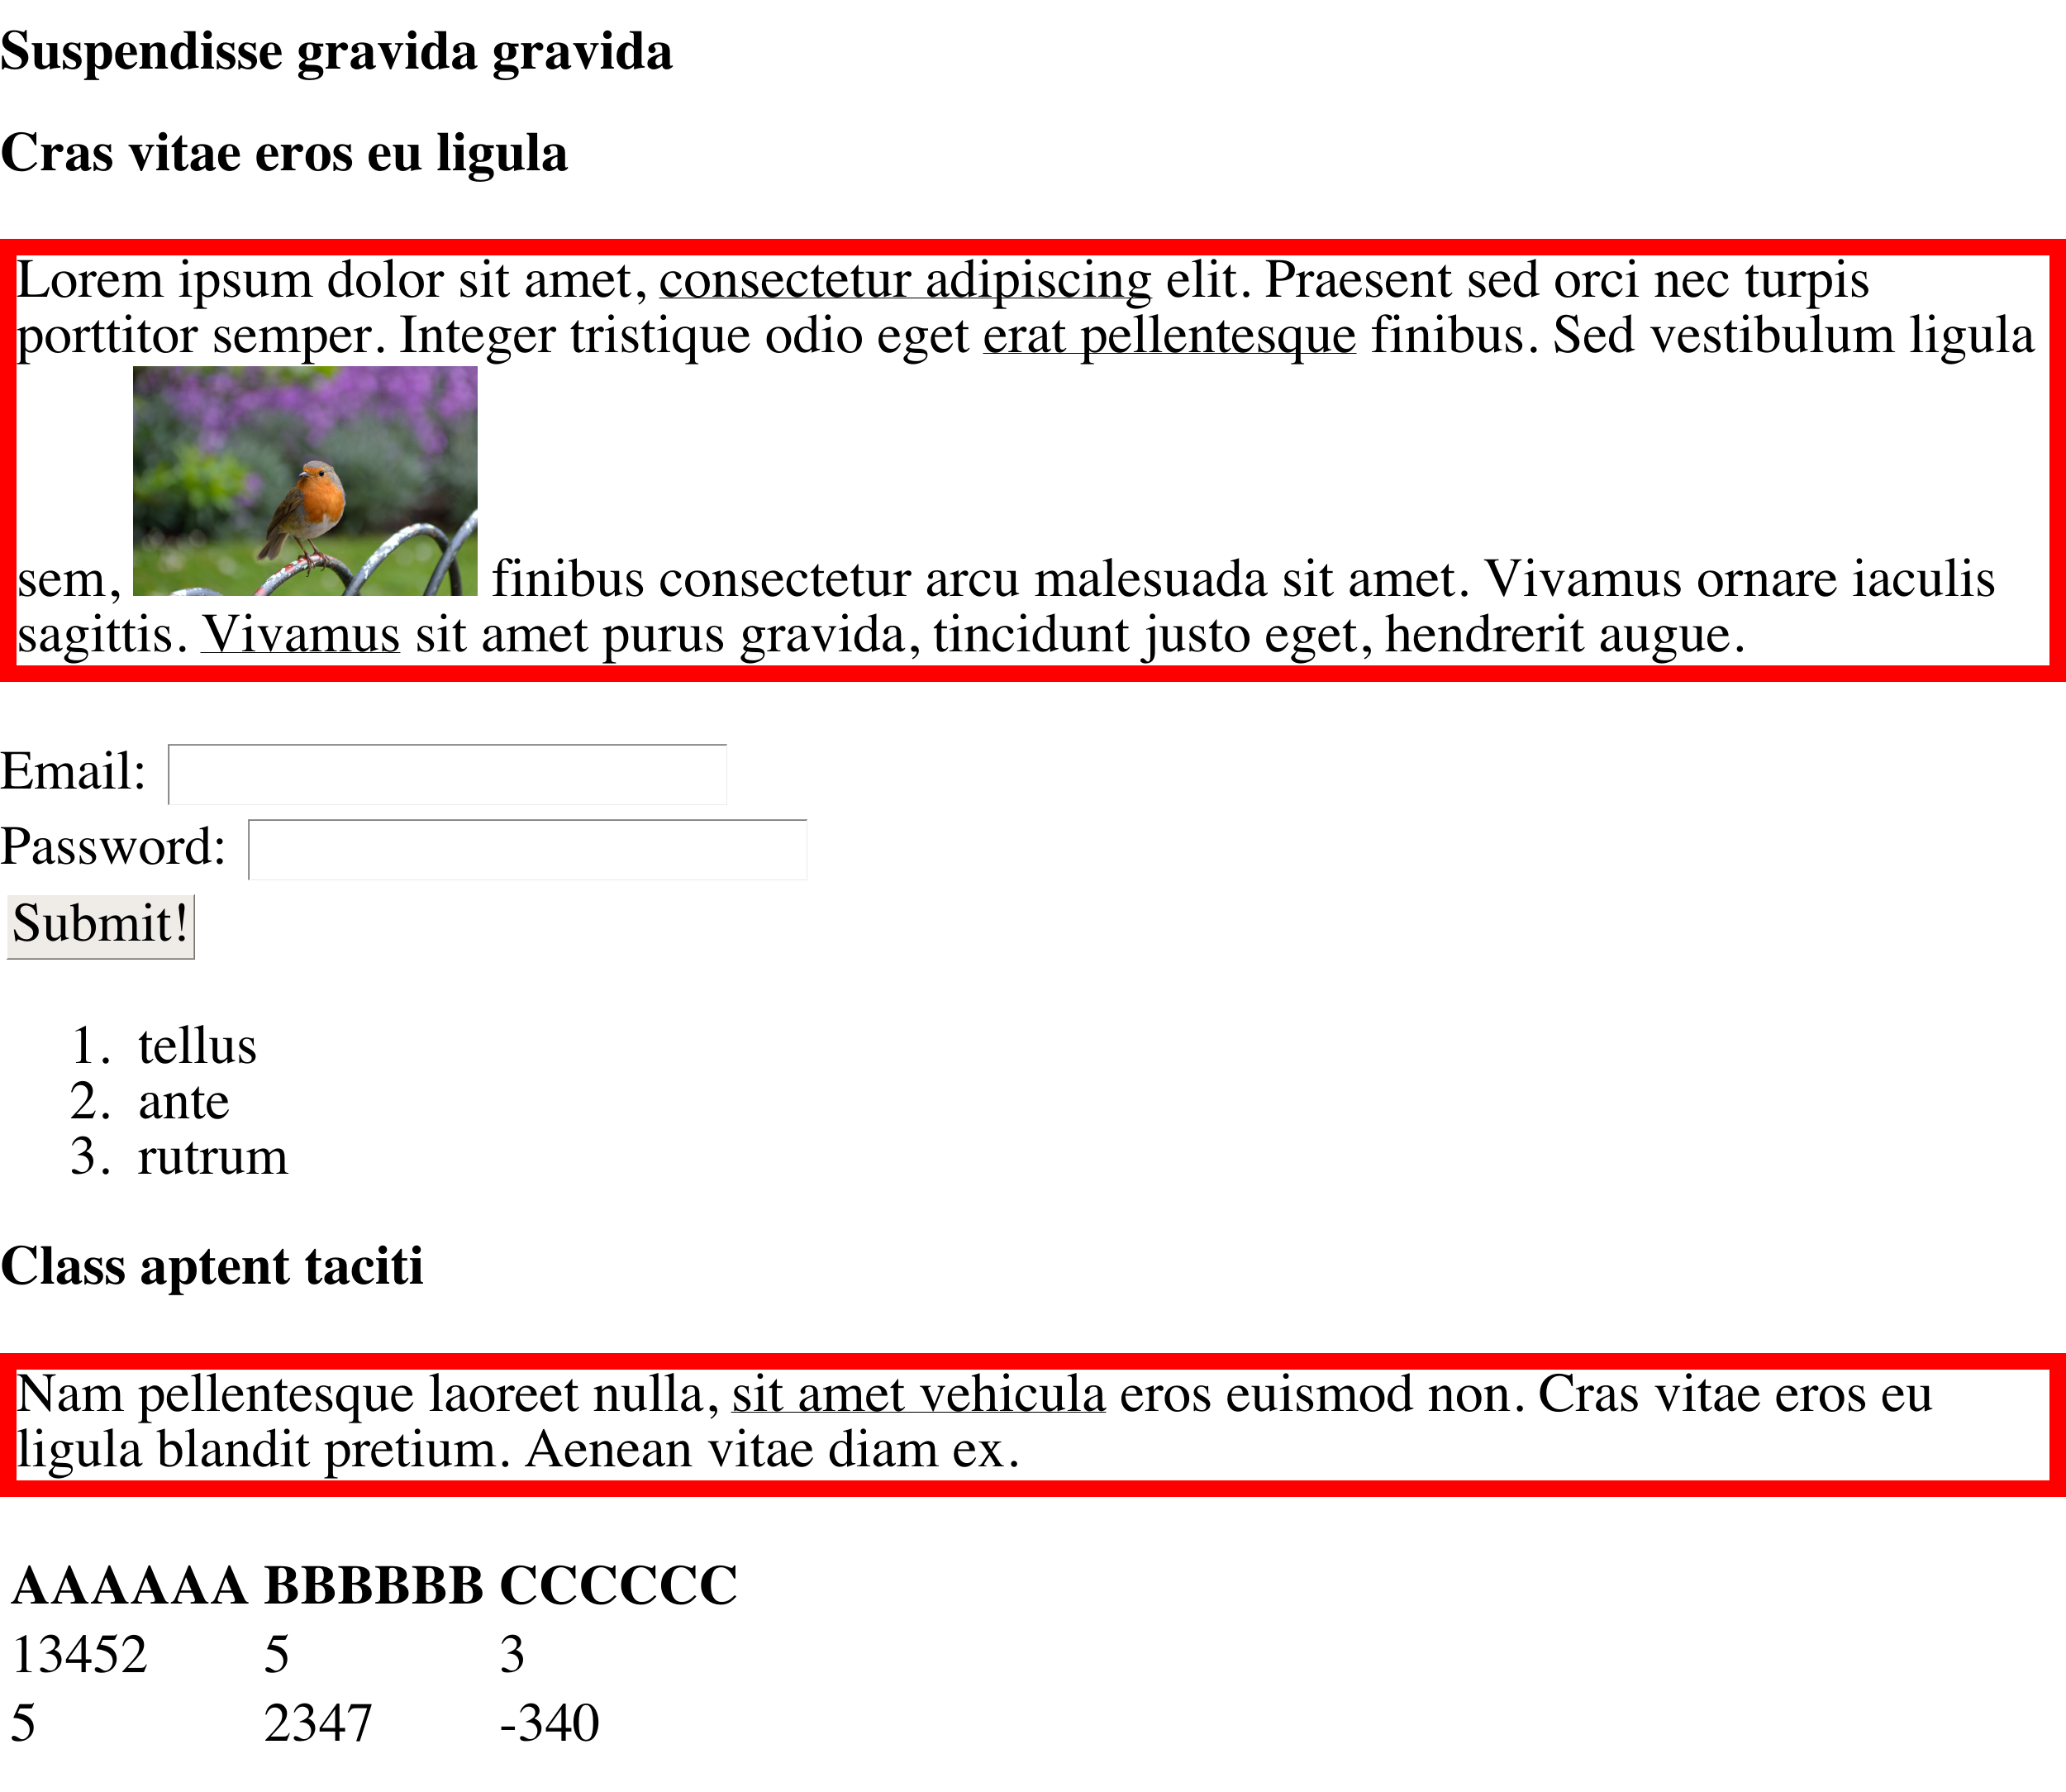 Suspendisse gravida gravida
Cras vitae eros eu ligula
Lorem ipsum dolor sit amet, consectetur adipiscing elit. Praesent sed orci nec turpis
porttitor semper. Integer tristique odio eget erat pellentesque finibus. Sed vestibulum ligula
sem, finibus consectetur arcu malesuada sit amet. Vivamus ornare iaculis
sagittis. Vivamus sit amet purus gravida, tincidunt justo eget, hendrerit augue.
Email:
Password:
Submit!
1. tellus
2. ante
3. rutrum
Class aptent taciti
Nam pellentesque laoreet nulla, sit amet vehicula eros euismod non. Cras vitae eros eu
ligula blandit pretium. Aenean vitae diam ex.
AAAAAA BBBBBB CCCCCC
13452 5 3
5 2347 -340